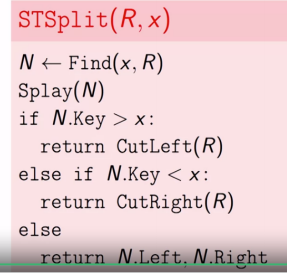 STSplit(R, x)
N ← Find(x, R)
Splay(N)
if N.Key > x:
return CutLeft(R)
else if N.Key < x:
return CutRight(R)
else
return N.Left, N.Right